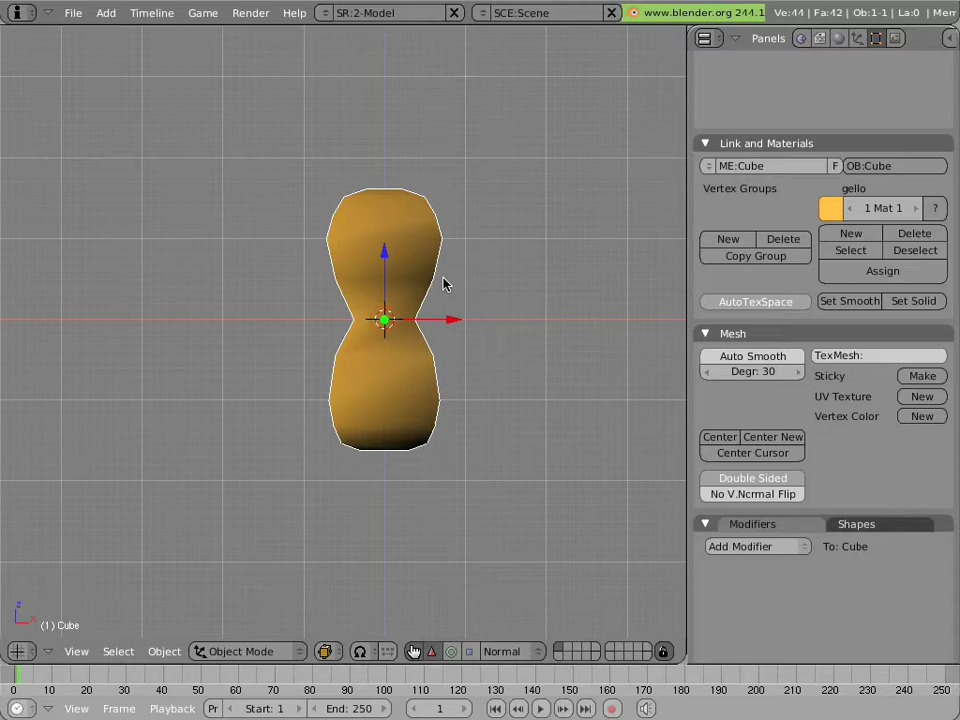 File Add Timeline Game Render Help SR:2-Model SCE:Scene www.blender.org 244.1 Ve:44 | Fa:42 | Ob:1-1 | La:0 | Mem
Panels
Link and Materials
ME:Cube F OB:Cube
Vertex Groups gello
1 Mat 1 ?
New Delete New Delete
Copy Group Select Deselect
Assign
AutoTexSpace Set Smooth Set Solid
Mesh
Auto Smooth TexMesh:
Degr: 30 Sticky Make
UV Texture New
Vertex Color New
Center Center New
Center Cursor
Double Sided
No V.Normal Flip
Modifiers Shapes
Add Modifier To: Cube
z
x
(1) Cube
View Select Object Object Mode Normal
0 10 20 30 40 50 60 70 80 90 100 110 120 130 140 150 160 170 180 190 200 210 220 230 240 250
View Frame Playback Pr Start: 1 End: 250 1